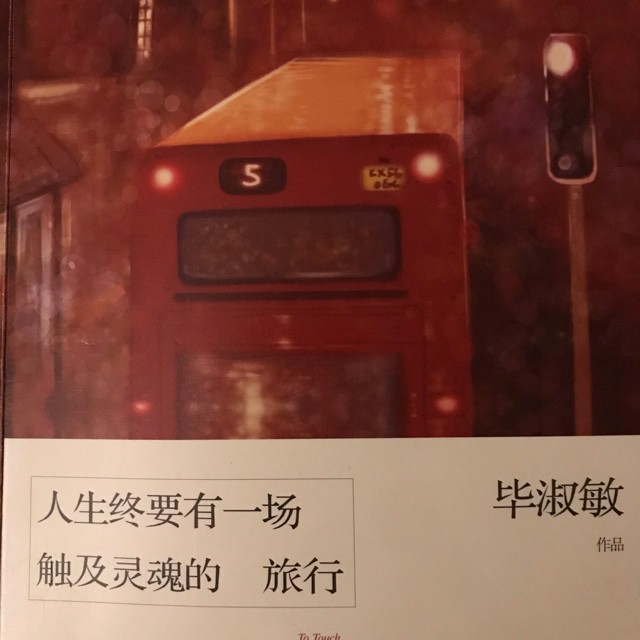 5
人生终要有一场
触及灵魂的 旅行
毕淑敏
作品
To Touch